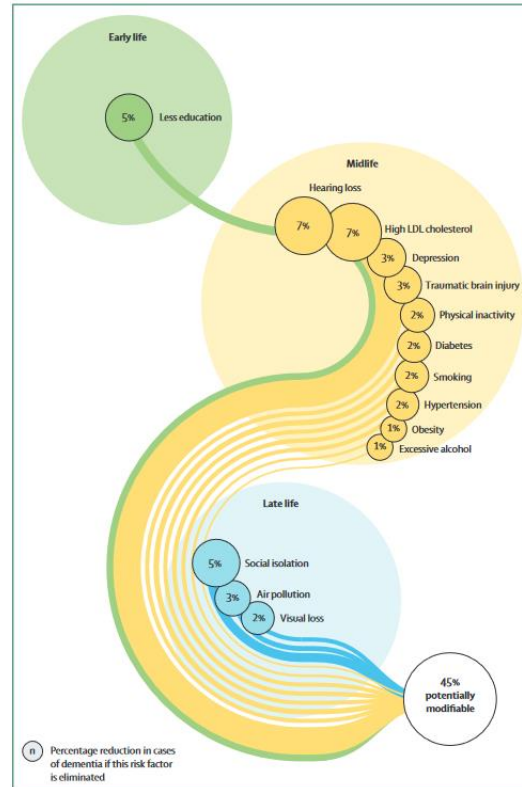 Early life
5%
Less education
Midlife
Hearing loss
7%
7%
High LDL cholesterol
3%
Depression
3%
Traumatic brain injury
2%
Physical inactivity
2%
Diabetes
2%
Smoking
2%
Hypertension
1%
Obesity
1%
Excessive alcohol
Late life
5%
Social isolation
3%
Air pollution
2%
Visual loss
45%
potentially
modifiable
n
Percentage reduction in cases
of dementia if this risk factor
is eliminated